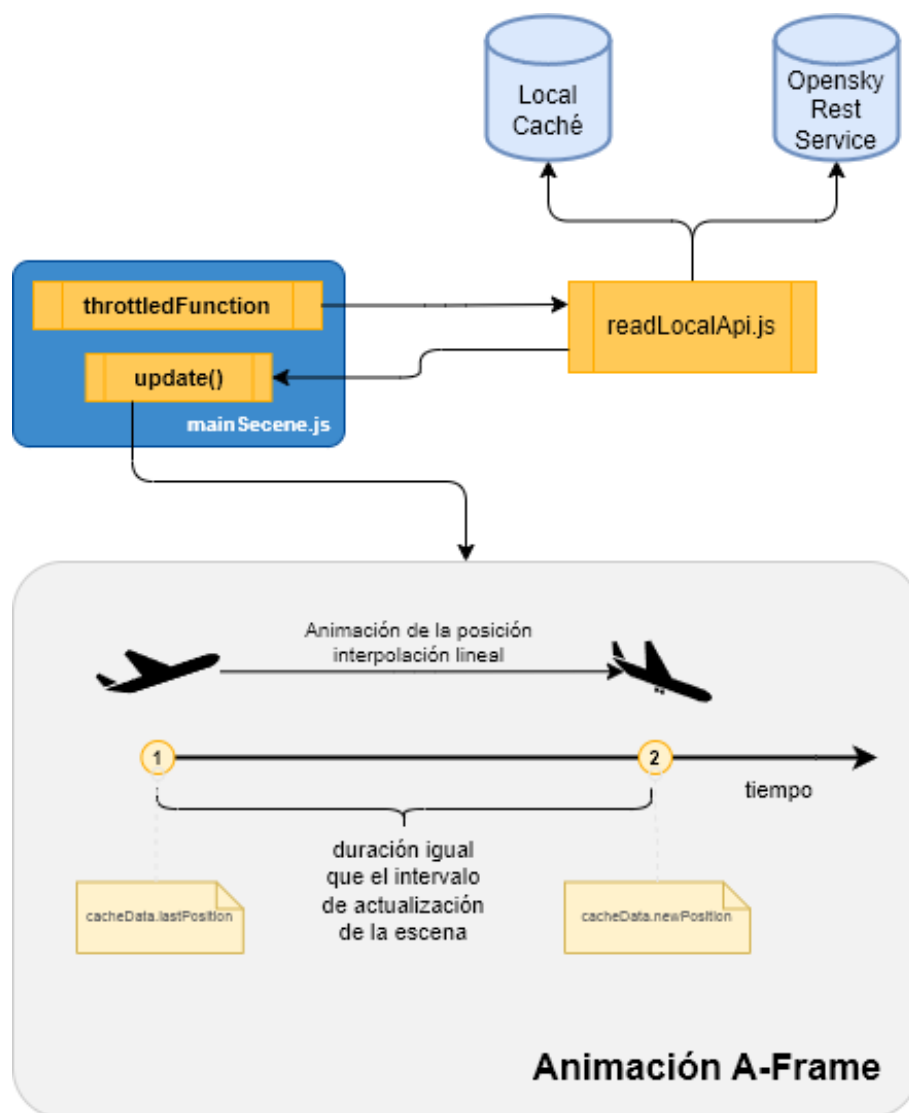 Local
Caché
Opensky
Rest
Service
throttledFunction
readLocalApi.js
update()
mainSecene.js
Animación de la posición
interpolación lineal
1
2
tiempo
duración igual
que el intervalo
de actualización
de la escena
cacheData.lastPosition
cacheData.newPosition
Animación A-Frame